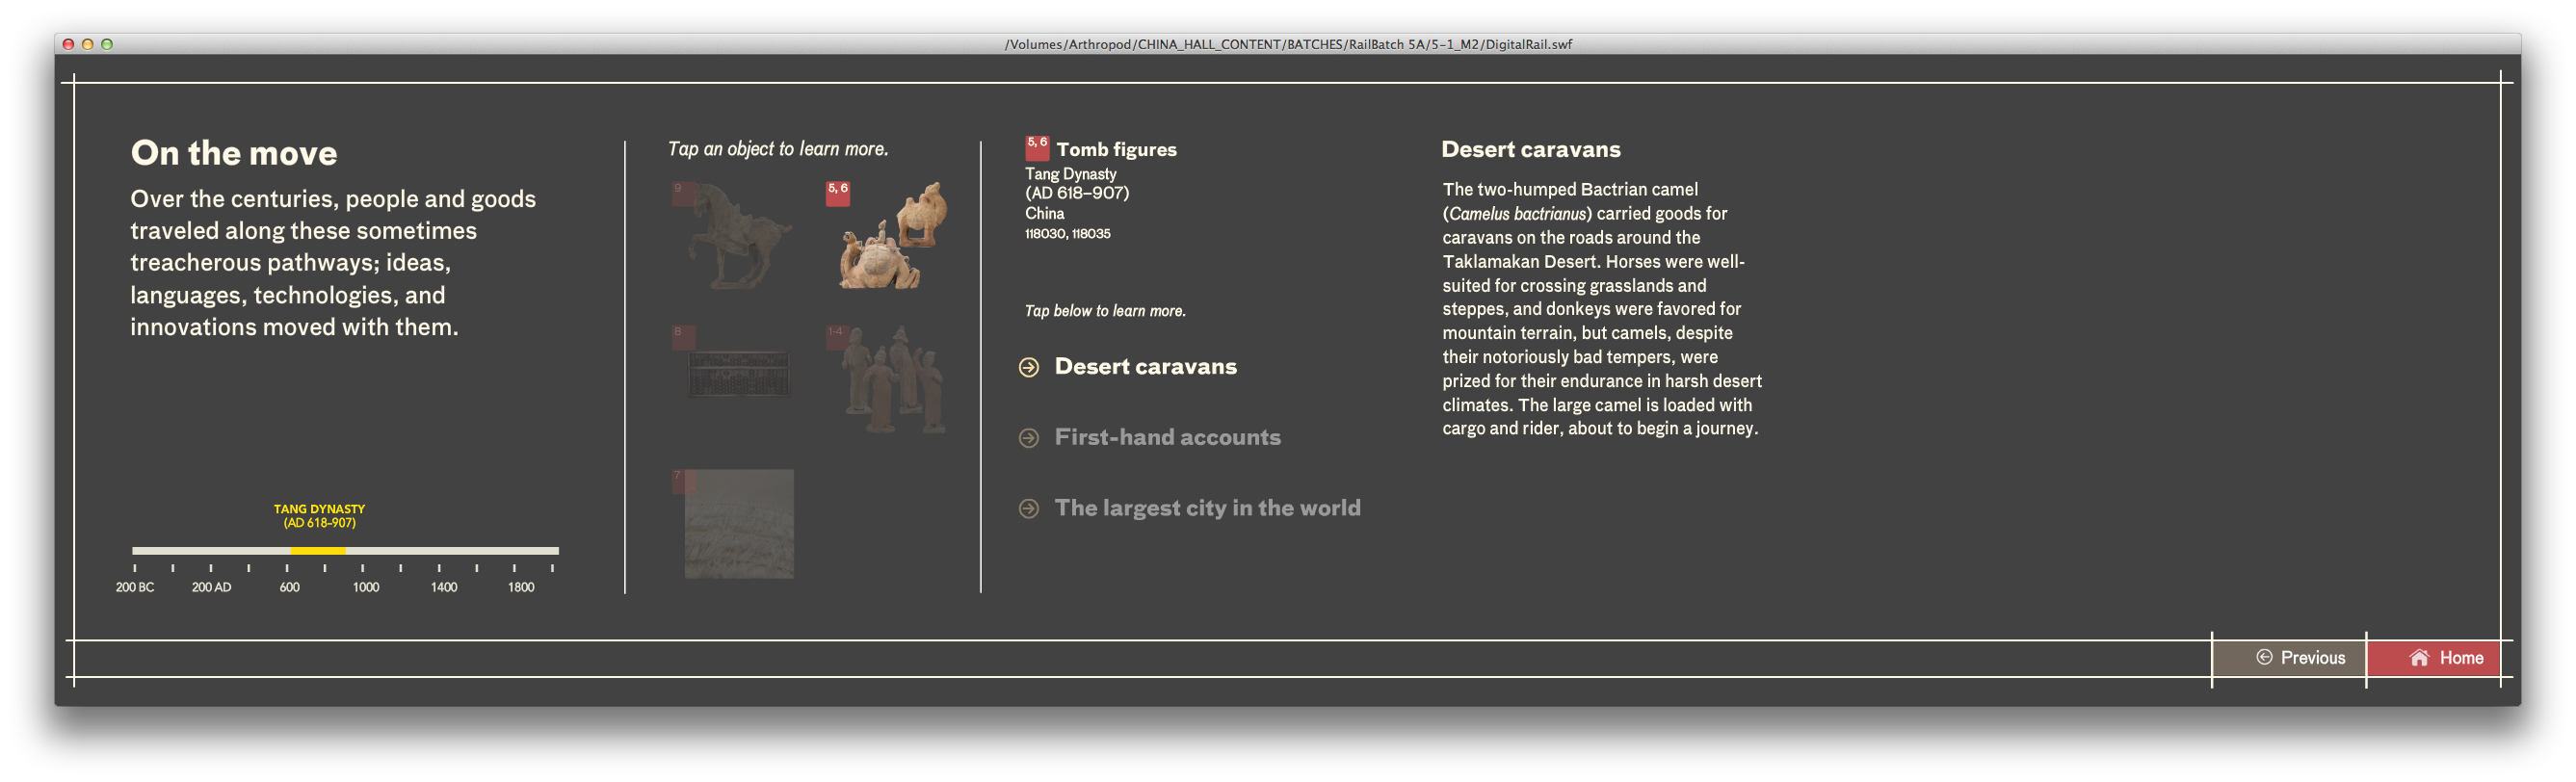 /Volumes/Arthropod/CHINA_HALL_CONTENT/BATCHES/RailBatch 5A/5-1_M2/DigitalRail.swf
On the move
Over the centuries, people and goods
traveled along these sometimes
treacherous pathways; ideas,
languages, technologies, and
innovations moved with them.
TANG DYNASTY
(AD 618-907)
200 BC
200 AD
600
1000
1400
1800
Tap an object to learn more.
9
5, 6
8
1-4
7
5, 6
Tomb figures
Tang Dynasty
(AD 618–907)
China
118030, 118035
Tap below to learn more.
Desert caravans
First-hand accounts
The largest city in the world
Desert caravans
The two-humped Bactrian camel
(Camelus bactrianus) carried goods for
caravans on the roads around the
Taklamakan Desert. Horses were well-
suited for crossing grasslands and
steppes, and donkeys were favored for
mountain terrain, but camels, despite
their notoriously bad tempers, were
prized for their endurance in harsh desert
climates. The large camel is loaded with
cargo and rider, about to begin a journey.
Previous
Home